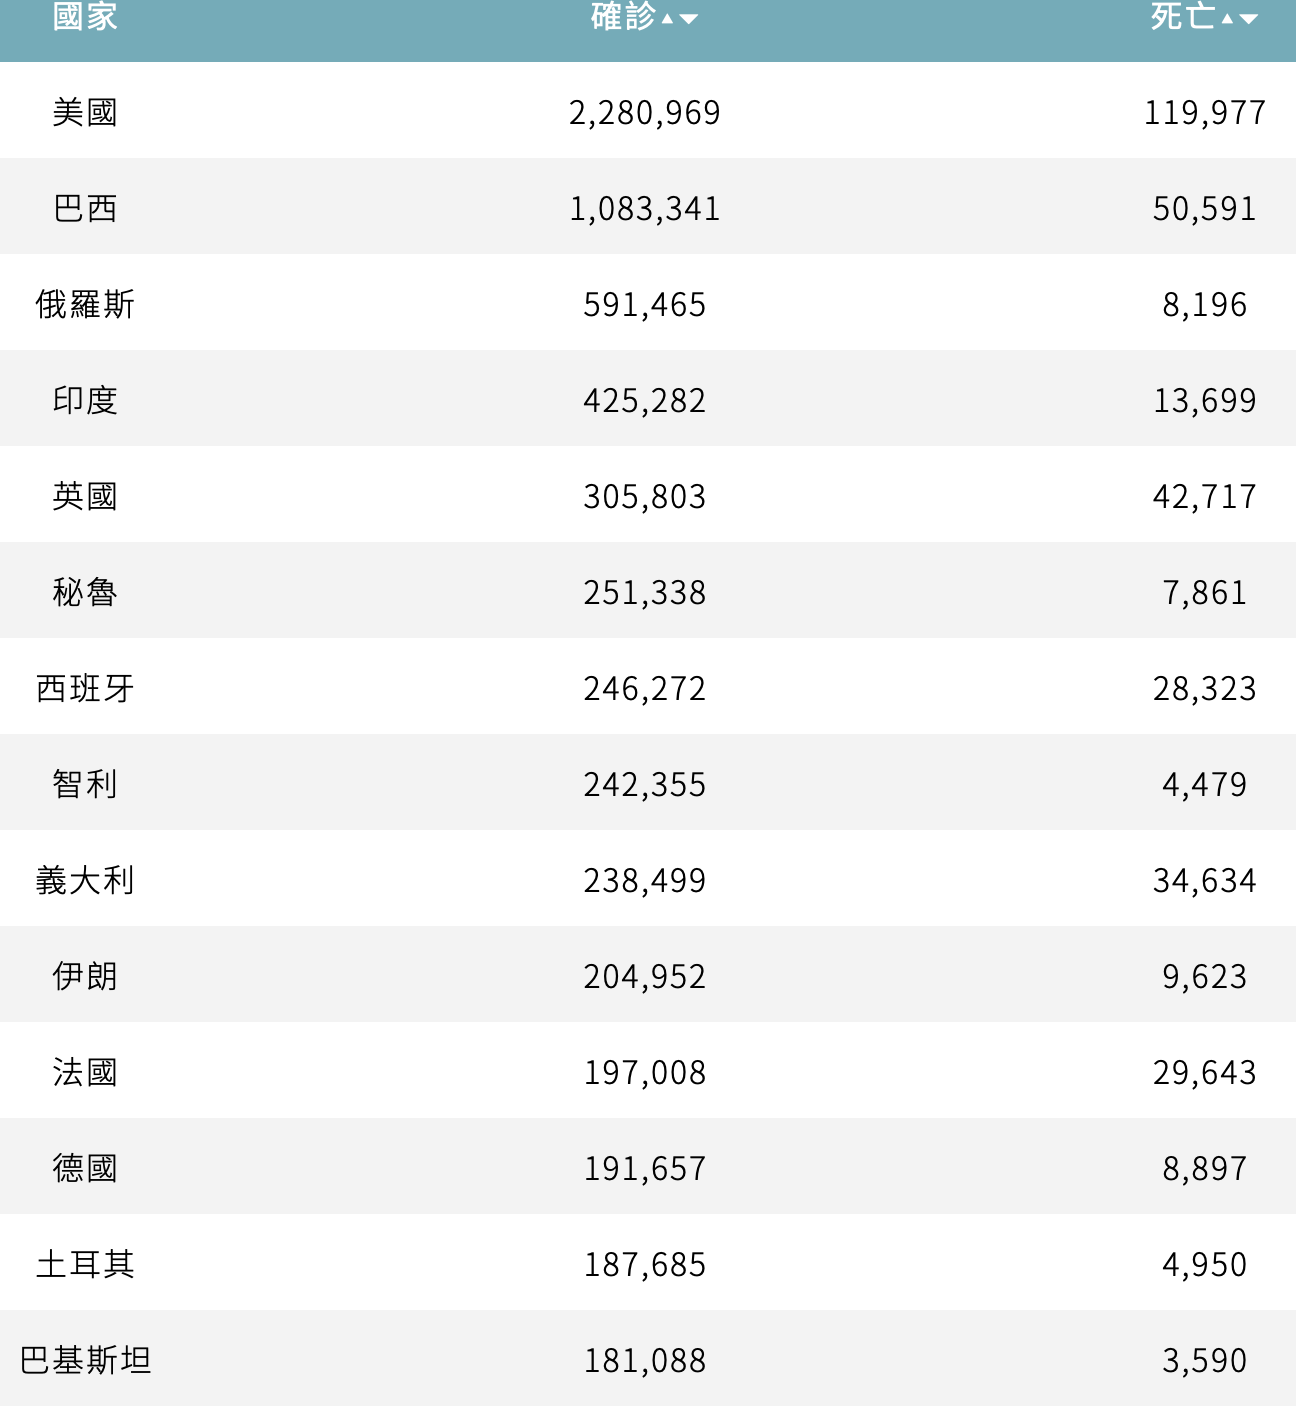 國家 確診▲▼ 死亡▲▼
美國 2,280,969 119,977
巴西 1,083,341 50,591
俄羅斯 591,465 8,196
印度 425,282 13,699
英國 305,803 42,717
秘魯 251,338 7,861
西班牙 246,272 28,323
智利 242,355 4,479
義大利 238,499 34,634
伊朗 204,952 9,623
法國 197,008 29,643
德國 191,657 8,897
土耳其 187,685 4,950
巴基斯坦 181,088 3,590